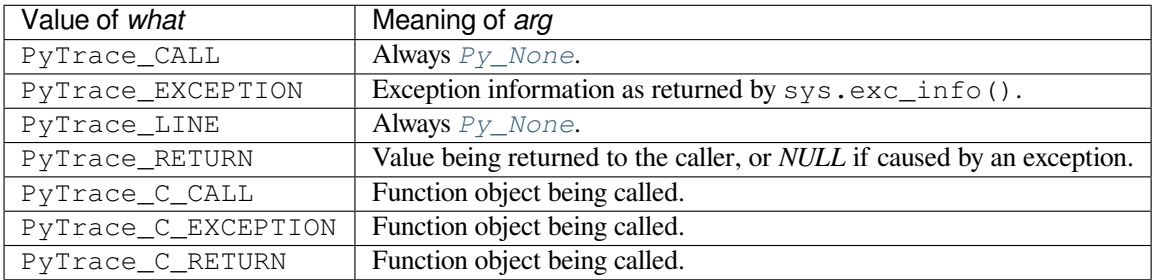 Value of what Meaning of arg
PyTrace_CALL Always Py_None.
PyTrace_EXCEPTION Exception information as returned by sys.exc_info().
PyTrace_LINE Always Py_None.
PyTrace_RETURN Value being returned to the caller, or NULL if caused by an exception.
PyTrace_C_CALL Function object being called.
PyTrace_C_EXCEPTION Function object being called.
PyTrace_C_RETURN Function object being called.